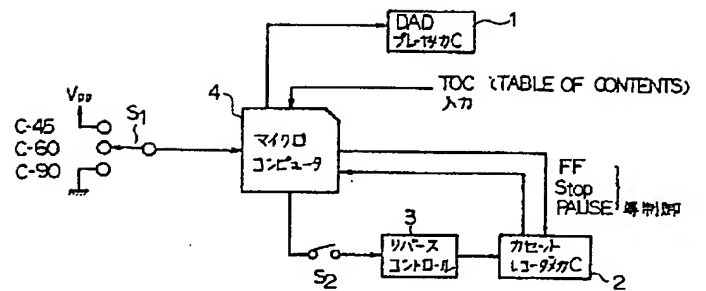 DAD
プレーヤメカC
1
TOC (TABLE OF CONTENTS)
入力
4
VDD
C-45
C-60
C-90
S1
マイクロ
コンピュータ
FF
Stop
PAUSE 等制御
3
リバース
コントロール
S2
カセット
レコーダメカC
2